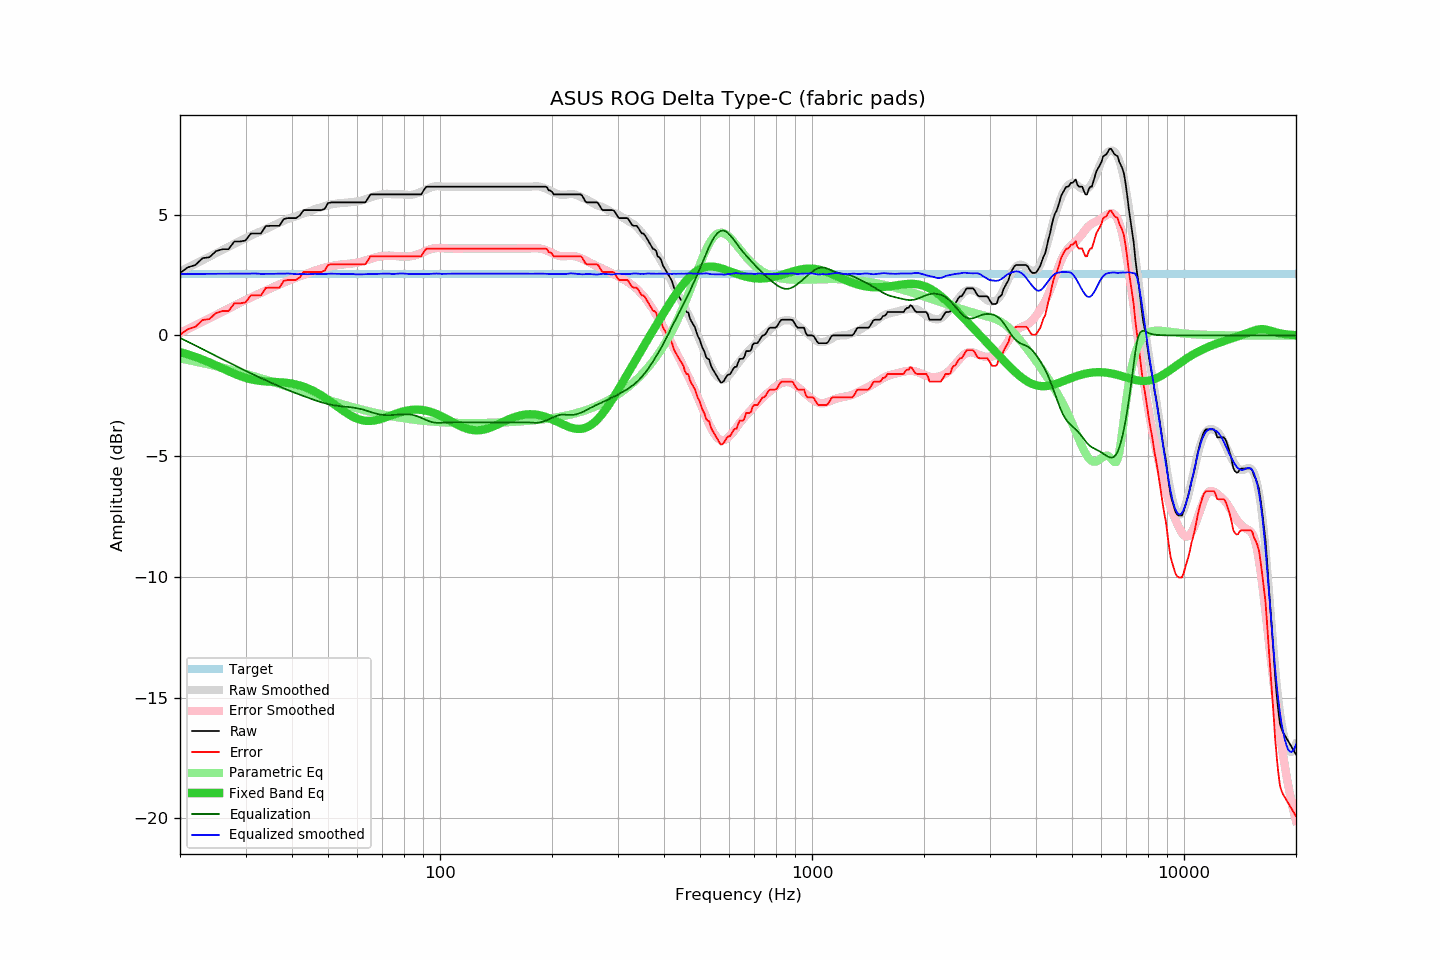 ASUS ROG Delta Type-C (fabric pads)
Amplitude (dBr)
5
0
−5
−10
−15
−20
Target
Raw Smoothed
Error Smoothed
Raw
Error
Parametric Eq
Fixed Band Eq
Equalization
Equalized smoothed
100
1000
10000
Frequency (Hz)